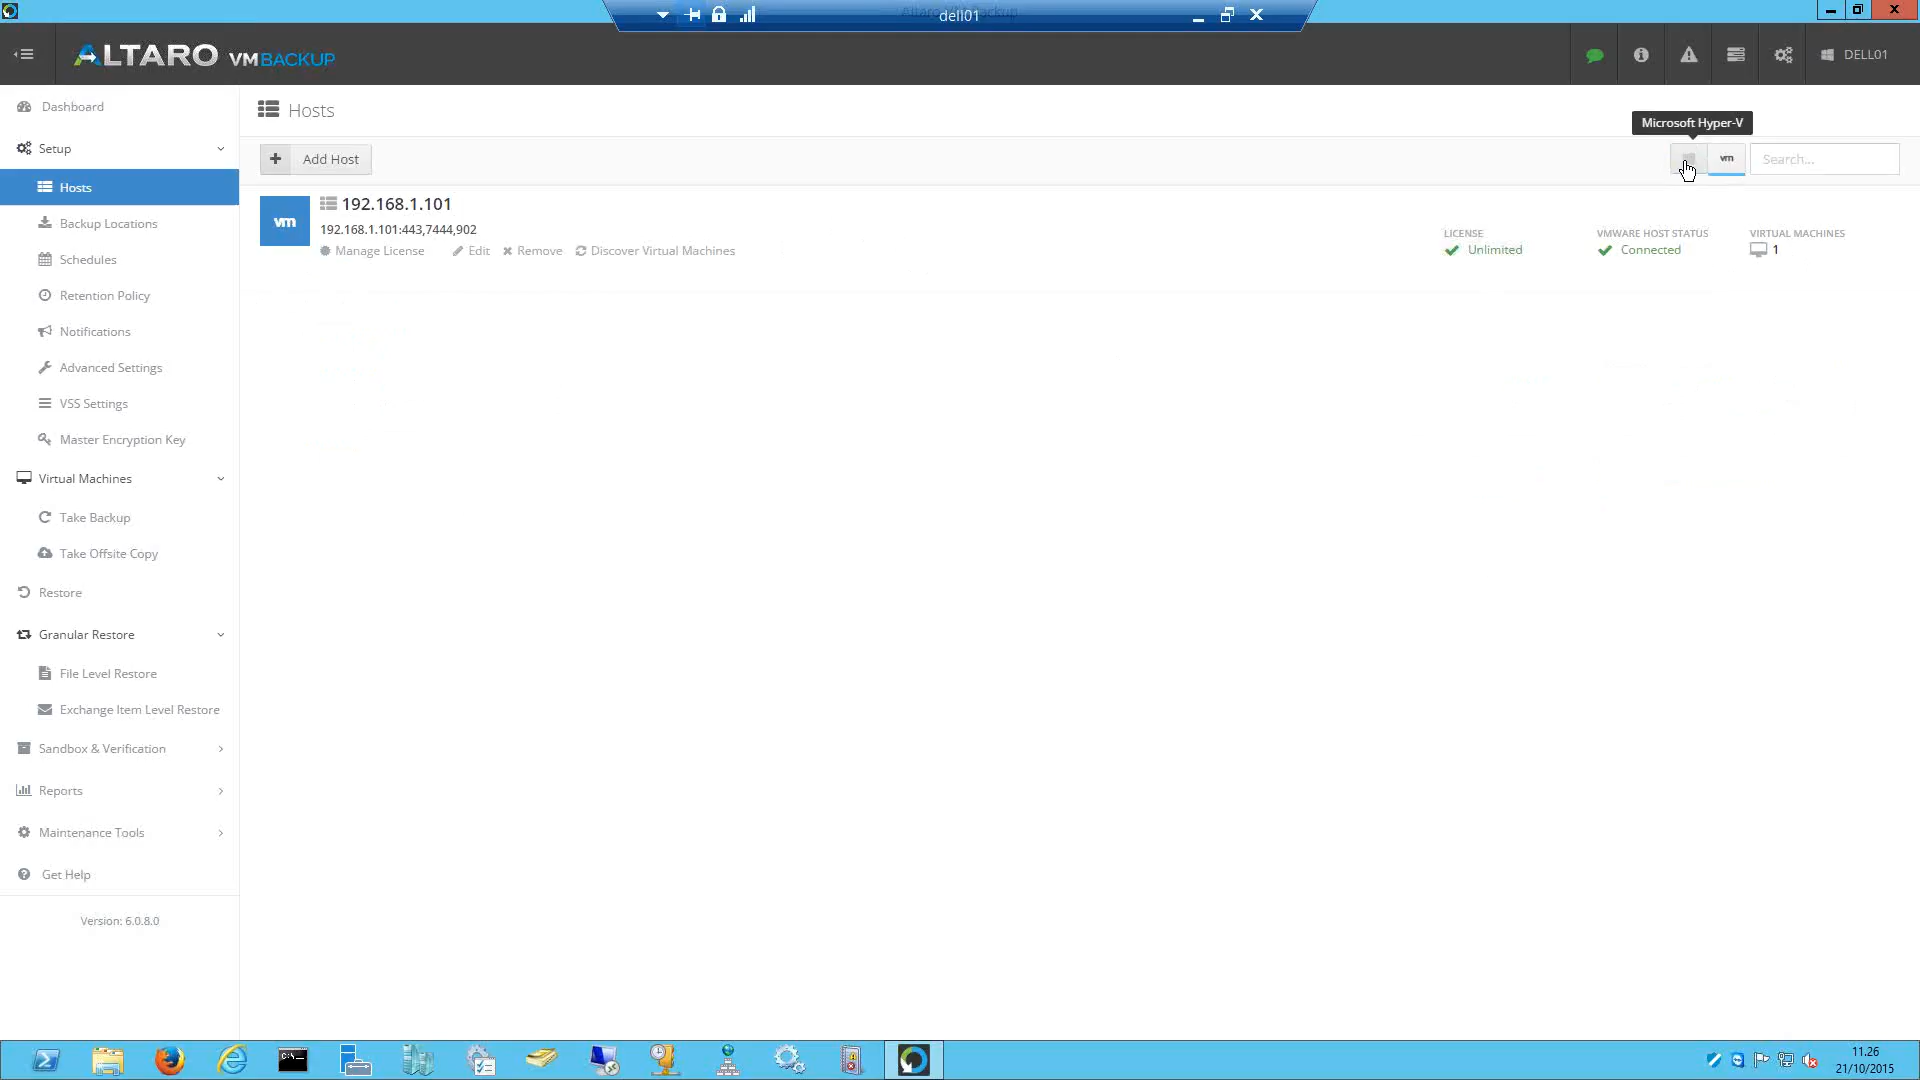 dell01
ALTARO VM BACKUP
DELL01
Dashboard
Setup
Hosts
Backup Locations
Schedules
Retention Policy
Notifications
Advanced Settings
VSS Settings
Master Encryption Key
Virtual Machines
Take Backup
Take Offsite Copy
Restore
Granular Restore
File Level Restore
Exchange Item Level Restore
Sandbox & Verification
Reports
Maintenance Tools
Get Help
Version: 6.0.8.0
Hosts
Microsoft Hyper-V
Add Host
vm
Search...
vm
192.168.1.101
192.168.1.101:443,7444,902
Manage License Edit Remove Discover Virtual Machines
LICENSE VMWARE HOST STATUS VIRTUAL MACHINES
Unlimited Connected 1
11.26
21/10/2015